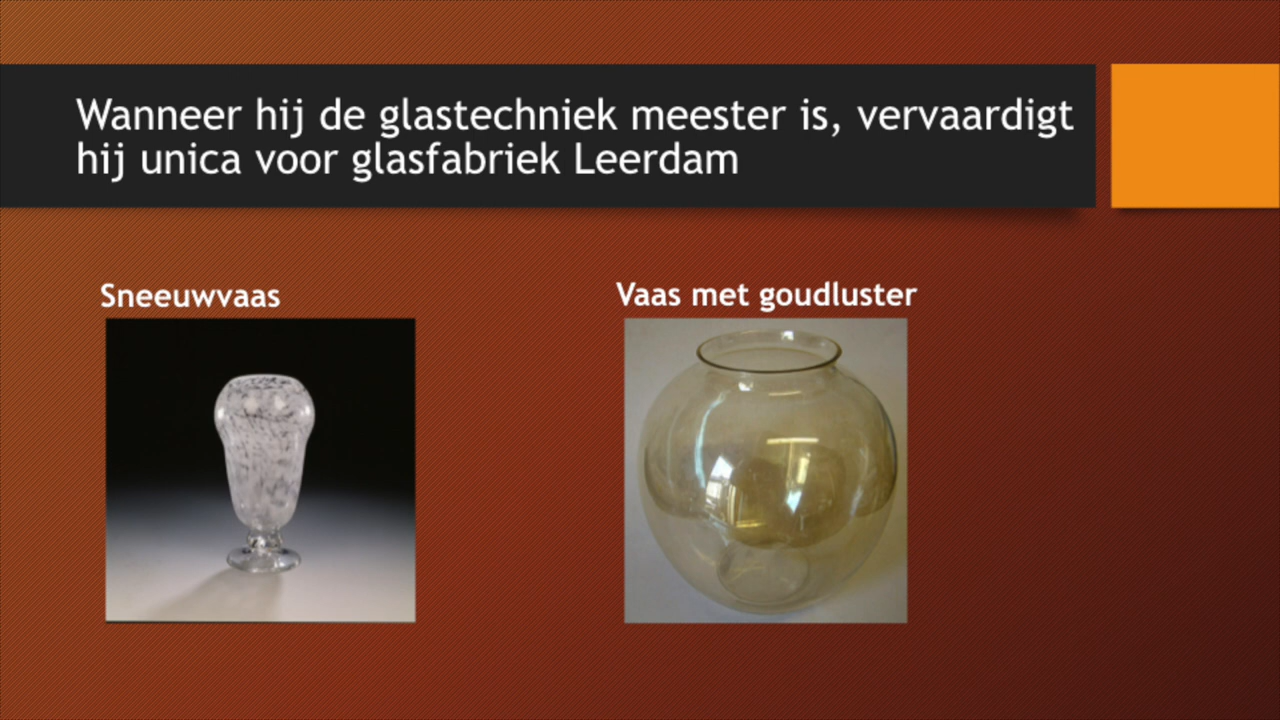 Wanneer hij de glastechniek meester is, vervaardigt
hij unica voor glasfabriek Leerdam
Sneeuwvaas
Vaas met goudluster